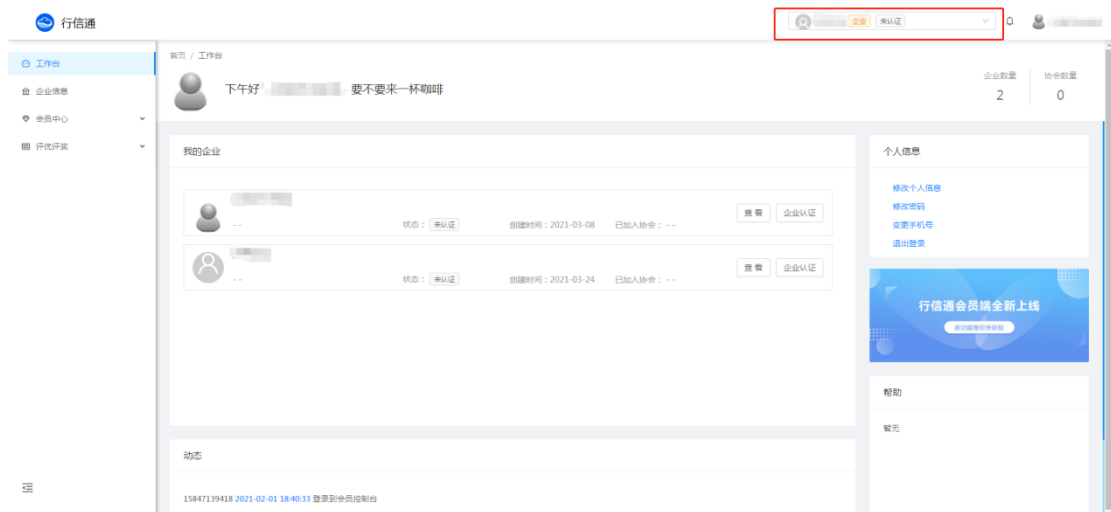 行信通
企业 未认证
工作台
企业信息
会员中心
评优评奖
首页 / 工作台
下午好
要不要来一杯咖啡
企业数量
2
协会数量
0
我的企业
- -
状态： 未认证
创建时间：2021-03-08
已加入协会： - -
查看
企业认证
- -
状态： 未认证
创建时间：2021-03-24
已加入协会： - -
查看
企业认证
个人信息
修改个人信息
修改密码
变更手机号
退出登录
行信通会员端全新上线
新功能等你来体验
帮助
暂无
动态
15847139418 2021-02-01 18:40:33 登录到会员控制台